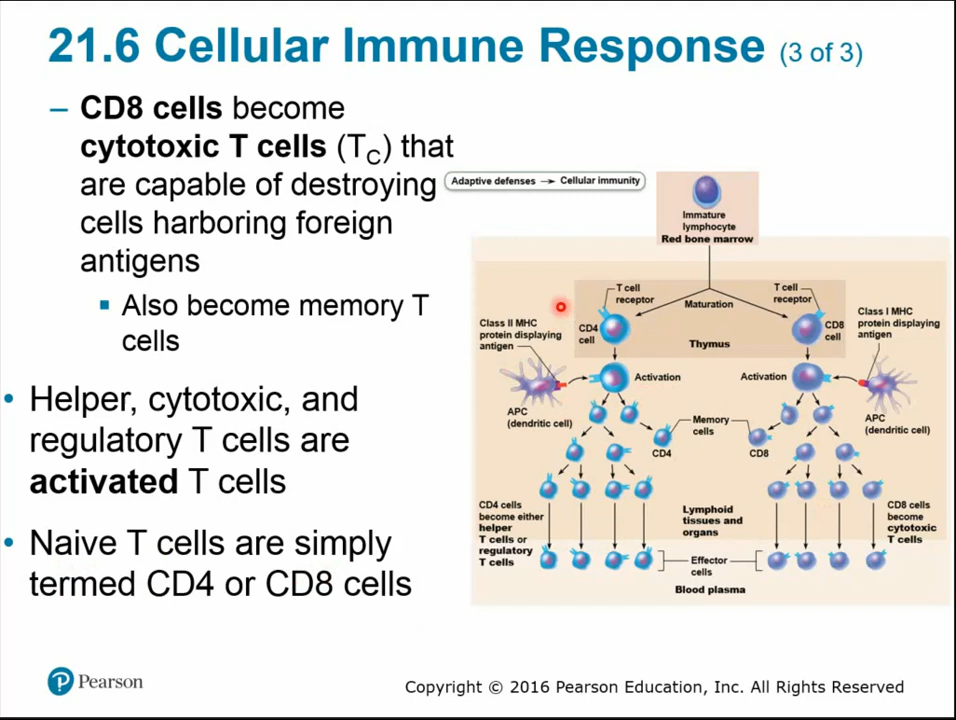 21.6 Cellular Immune Response (3 of 3)
– CD8 cells become
cytotoxic T cells (TC) that
are capable of destroying
cells harboring foreign
antigens
▪ Also become memory T
cells
• Helper, cytotoxic, and
regulatory T cells are
activated T cells
• Naive T cells are simply
termed CD4 or CD8 cells
Adaptive defenses → Cellular immunity
Immature
lymphocyte
Red bone marrow
T cell
receptor
Maturation
T cell
receptor
Class II MHC
protein displaying
antigen
CD4
cell
Thymus
CD8
cell
Class I MHC
protein displaying
antigen
Activation
Activation
APC
(dendritic cell)
Memory
cells
CD4
CD8
APC
(dendritic cell)
CD4 cells
become either
helper
T cells or
regulatory
T cells
Lymphoid
tissues and
organs
CD8 cells
become
cytotoxic
T cells
Effector
cells
Blood plasma
P Pearson
Copyright © 2016 Pearson Education, Inc. All Rights Reserved